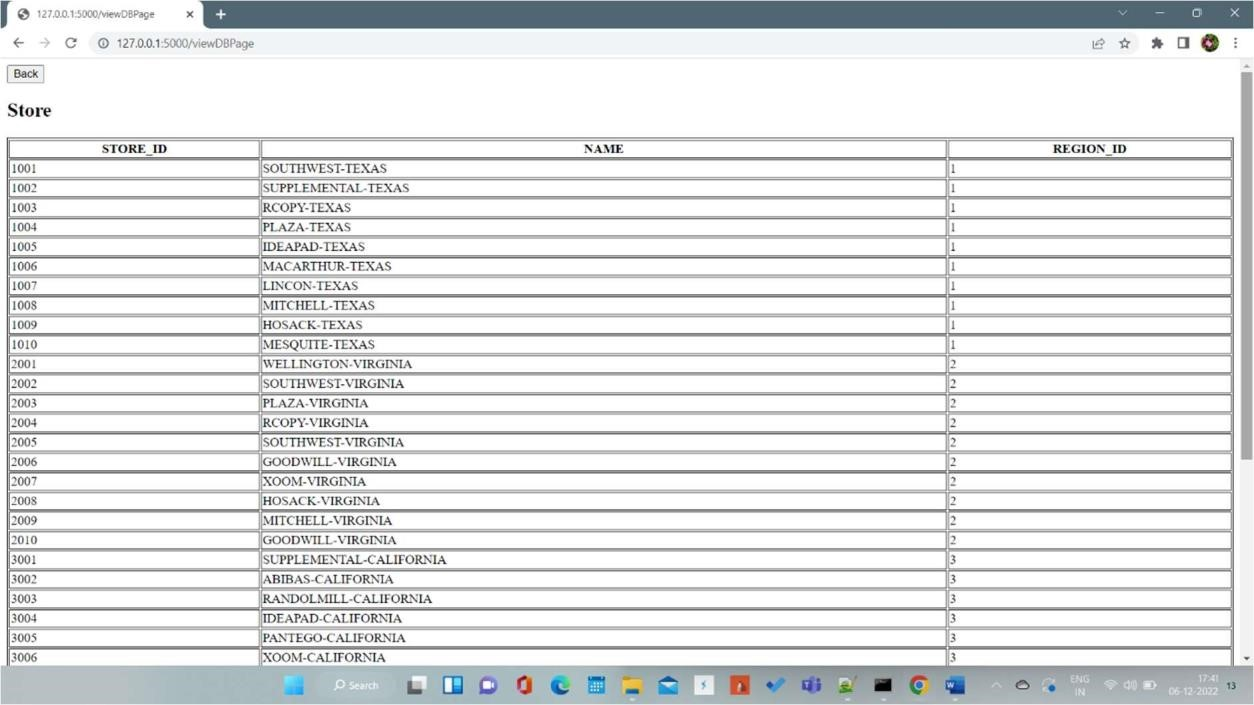 127.0.0.1:5000/viewDBPage
127.0.0.1:5000/viewDBPage
Back
Store
STORE_ID NAME REGION_ID
1001 SOUTHWEST-TEXAS 1
1002 SUPPLEMENTAL-TEXAS 1
1003 RCOPY-TEXAS 1
1004 PLAZA-TEXAS 1
1005 IDEAPAD-TEXAS 1
1006 MACARTHUR-TEXAS 1
1007 LINCON-TEXAS 1
1008 MITCHELL-TEXAS 1
1009 HOSACK-TEXAS 1
1010 MESQUITE-TEXAS 1
2001 WELLINGTON-VIRGINIA 2
2002 SOUTHWEST-VIRGINIA 2
2003 PLAZA-VIRGINIA 2
2004 RCOPY-VIRGINIA 2
2005 SOUTHWEST-VIRGINIA 2
2006 GOODWILL-VIRGINIA 2
2007 XOOM-VIRGINIA 2
2008 HOSACK-VIRGINIA 2
2009 MITCHELL-VIRGINIA 2
2010 GOODWILL-VIRGINIA 2
3001 SUPPLEMENTAL-CALIFORNIA 3
3002 ABIBAS-CALIFORNIA 3
3003 RANDOLMILL-CALIFORNIA 3
3004 IDEAPAD-CALIFORNIA 3
3005 PANTEGO-CALIFORNIA 3
3006 XOOM-CALIFORNIA 3
Search
ENG 17:41
IN 06-12-2022 13